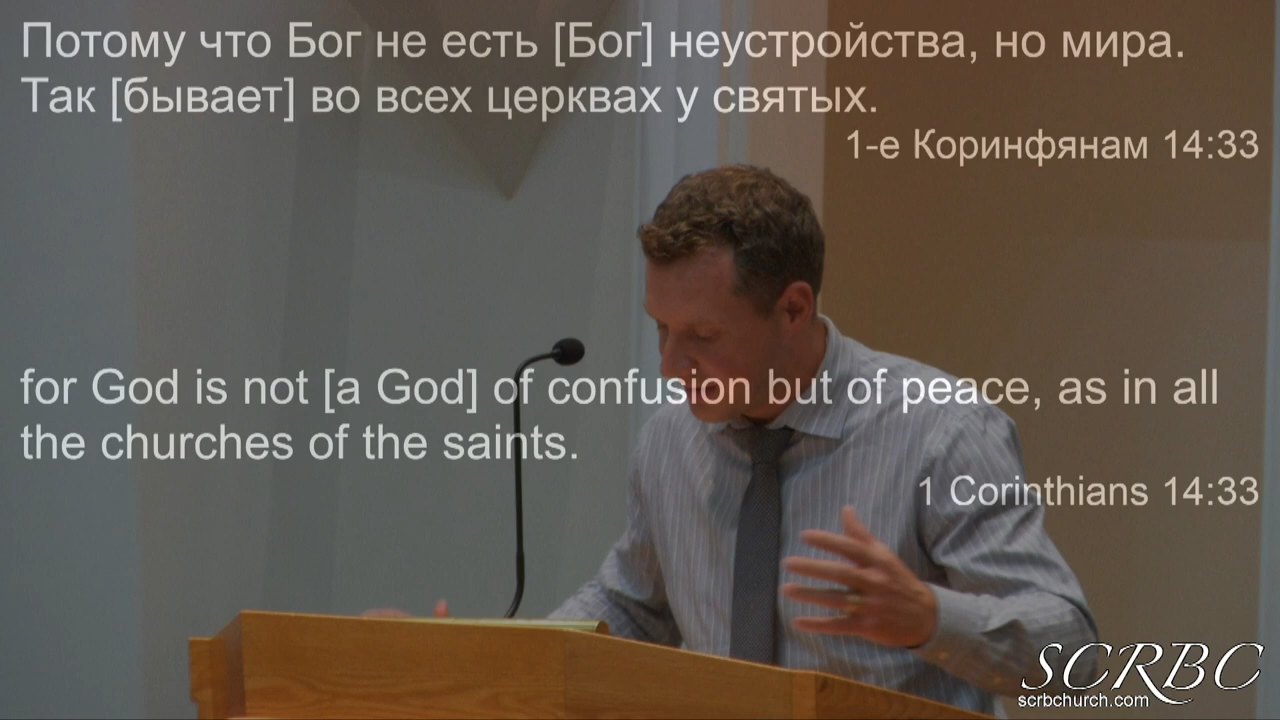 Потому что Бог не есть [Бог] неустройства, но мира.
Так [бывает] во всех церквах у святых.
1-е Коринфянам 14:33
for God is not [a God] of confusion but of peace, as in all
the churches of the saints.
1 Corinthians 14:33
SCRBC
scrbchurch.com